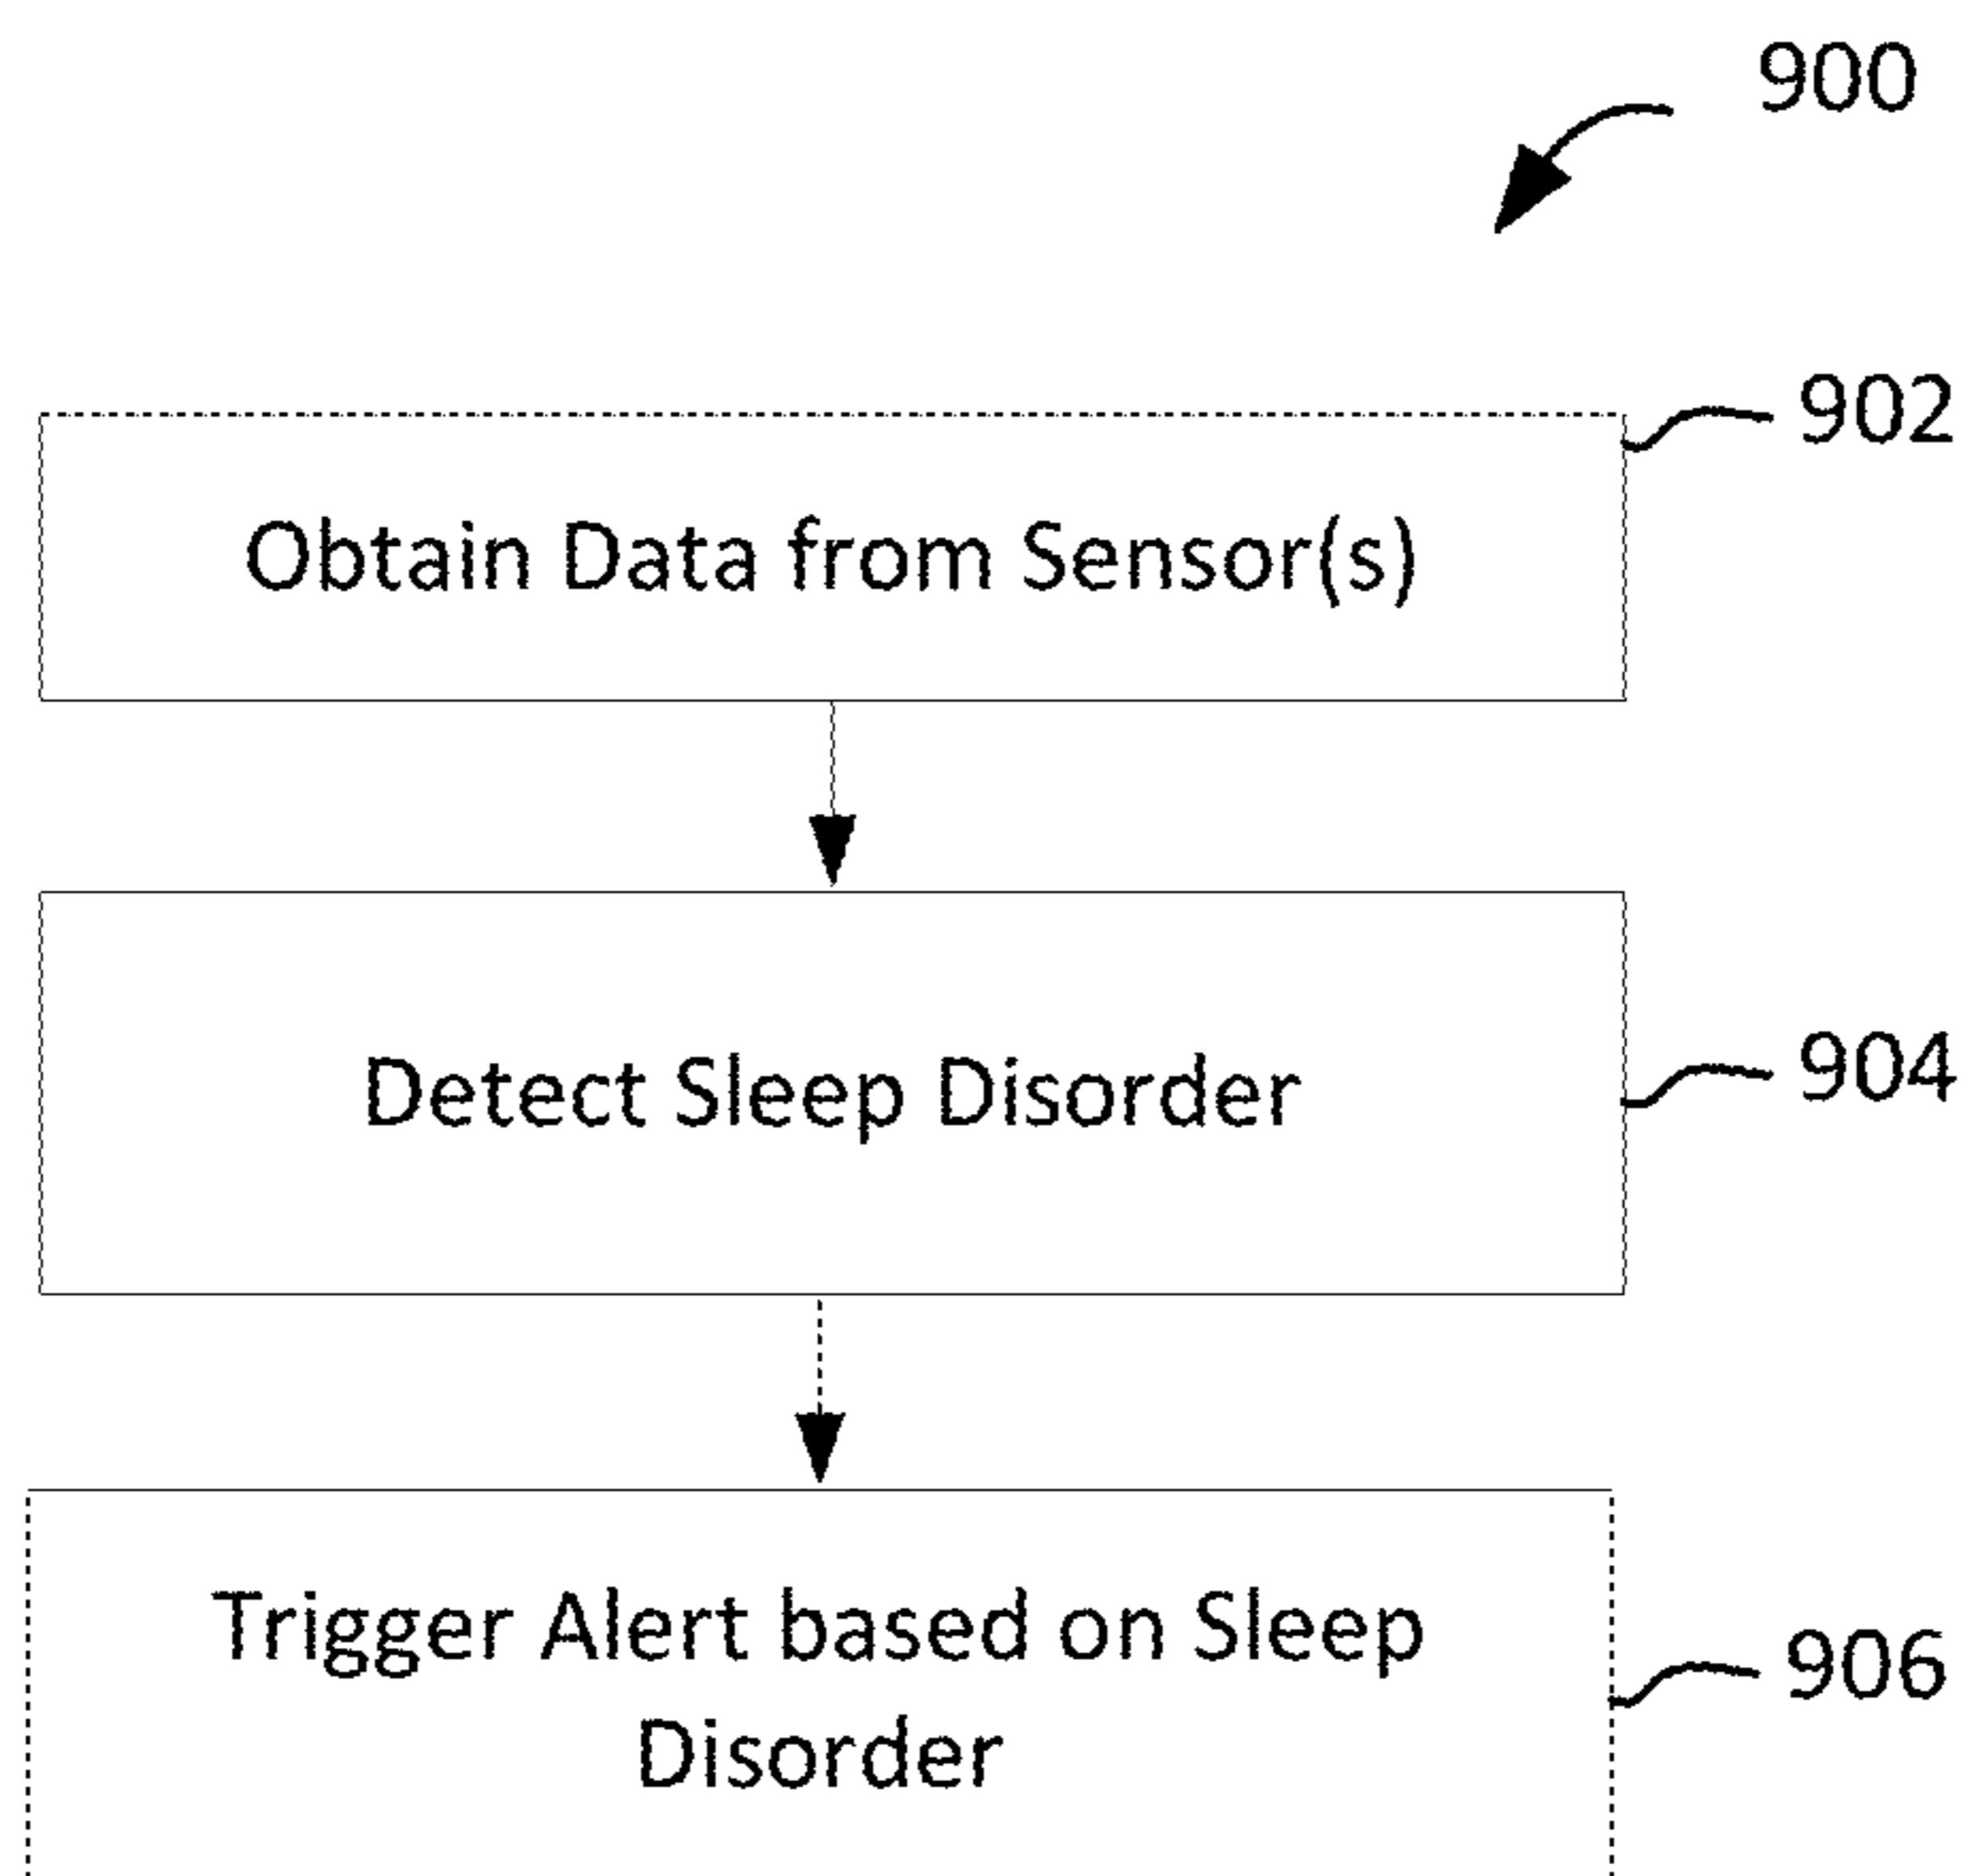 900
902
Obtain Data from Sensor(s)
Detect Sleep Disorder
904
Trigger Alert based on Sleep
Disorder
906